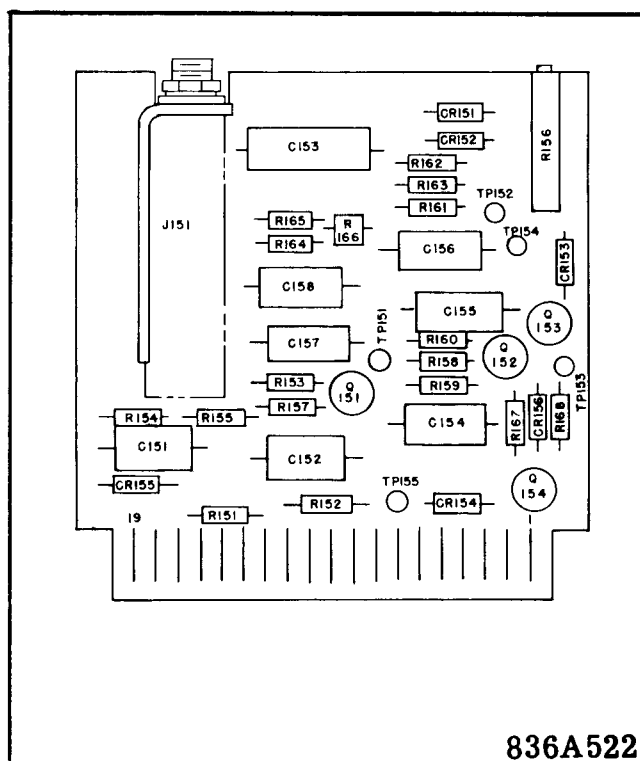 CR151
CR152
C153
R162
R156
R163
R161
TP152
J151
R165
R
166
TP154
R164
C156
CR153
C158
C155
Q
153
TP151
R160
C157
Q
152
R158
TP153
R153
Q
151
R159
R157
R154
R155
C154
R167
CR156
R168
C151
C152
CR155
TP155
Q
154
R152
CR154
19
R151
836A522